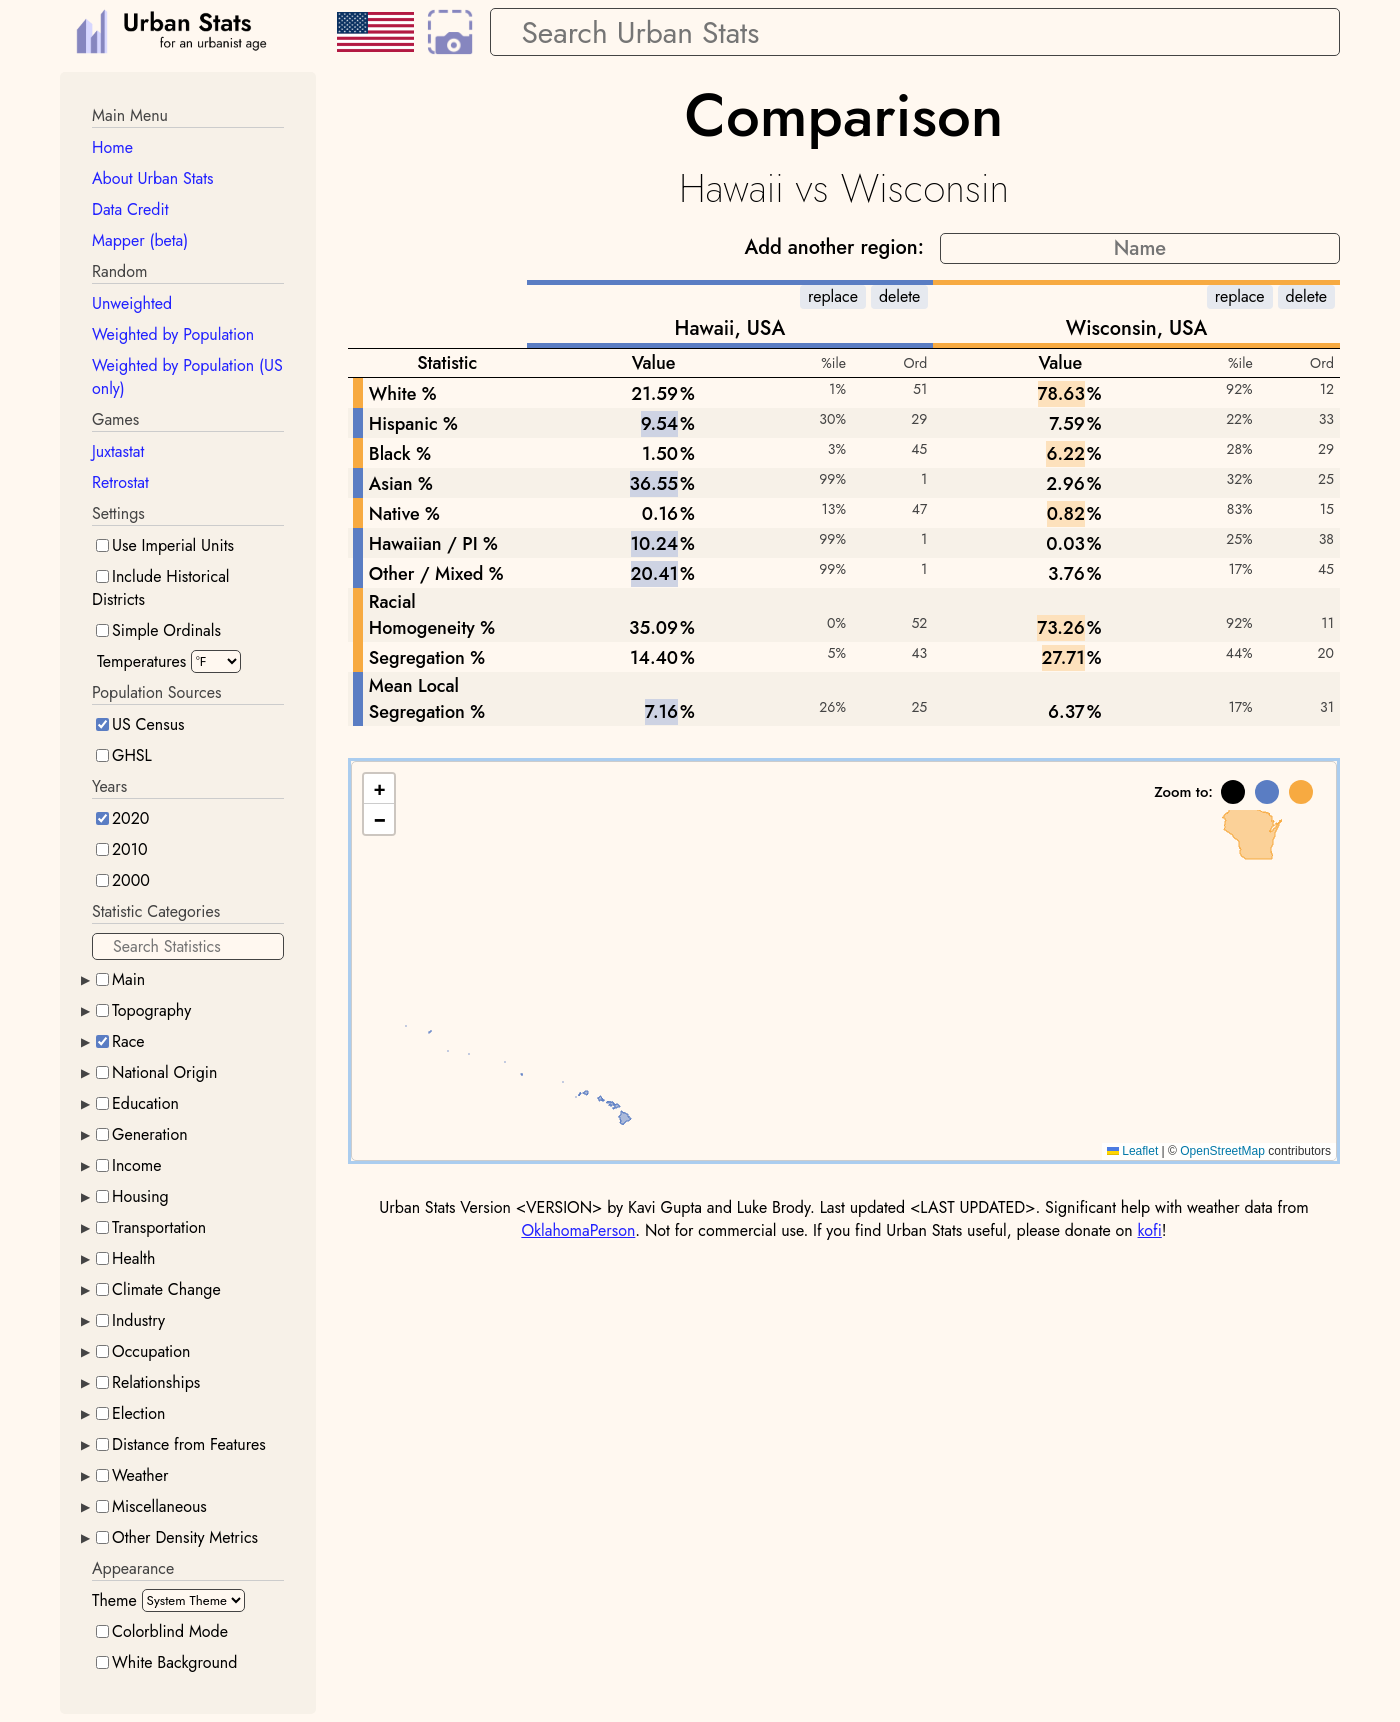 Urban Stats
for an urbanist age
Search Urban Stats
Main Menu
Home
About Urban Stats
Data Credit
Mapper (beta)
Random
Unweighted
Weighted by Population
Weighted by Population (US
only)
Games
Juxtastat
Retrostat
Settings
Use Imperial Units
Include Historical
Districts
Simple Ordinals
Temperatures °F
Population Sources
US Census
GHSL
Years
2020
2010
2000
Statistic Categories
Search Statistics
Main
Topography
Race
National Origin
Education
Generation
Income
Housing
Transportation
Health
Climate Change
Industry
Occupation
Relationships
Election
Distance from Features
Weather
Miscellaneous
Other Density Metrics
Appearance
Theme System Theme
Colorblind Mode
White Background
Comparison
Hawaii vs Wisconsin
Add another region: Name
replace delete replace delete
Hawaii, USA Wisconsin, USA
Statistic Value %ile Ord Value %ile Ord
White % 21.59% 1% 51 78.63% 92% 12
Hispanic % 9.54% 30% 29 7.59% 22% 33
Black % 1.50% 3% 45 6.22% 28% 29
Asian % 36.55% 99% 1 2.96% 32% 25
Native % 0.16% 13% 47 0.82% 83% 15
Hawaiian / PI % 10.24% 99% 1 0.03% 25% 38
Other / Mixed % 20.41% 99% 1 3.76% 17% 45
Racial
Homogeneity % 35.09% 0% 52 73.26% 92% 11
Segregation % 14.40% 5% 43 27.71% 44% 20
Mean Local
Segregation % 7.16% 26% 25 6.37% 17% 31
+
−
Zoom to:
Leaflet | © OpenStreetMap contributors
Urban Stats Version <VERSION> by Kavi Gupta and Luke Brody. Last updated <LAST UPDATED>. Significant help with weather data from
OklahomaPerson. Not for commercial use. If you find Urban Stats useful, please donate on kofi!